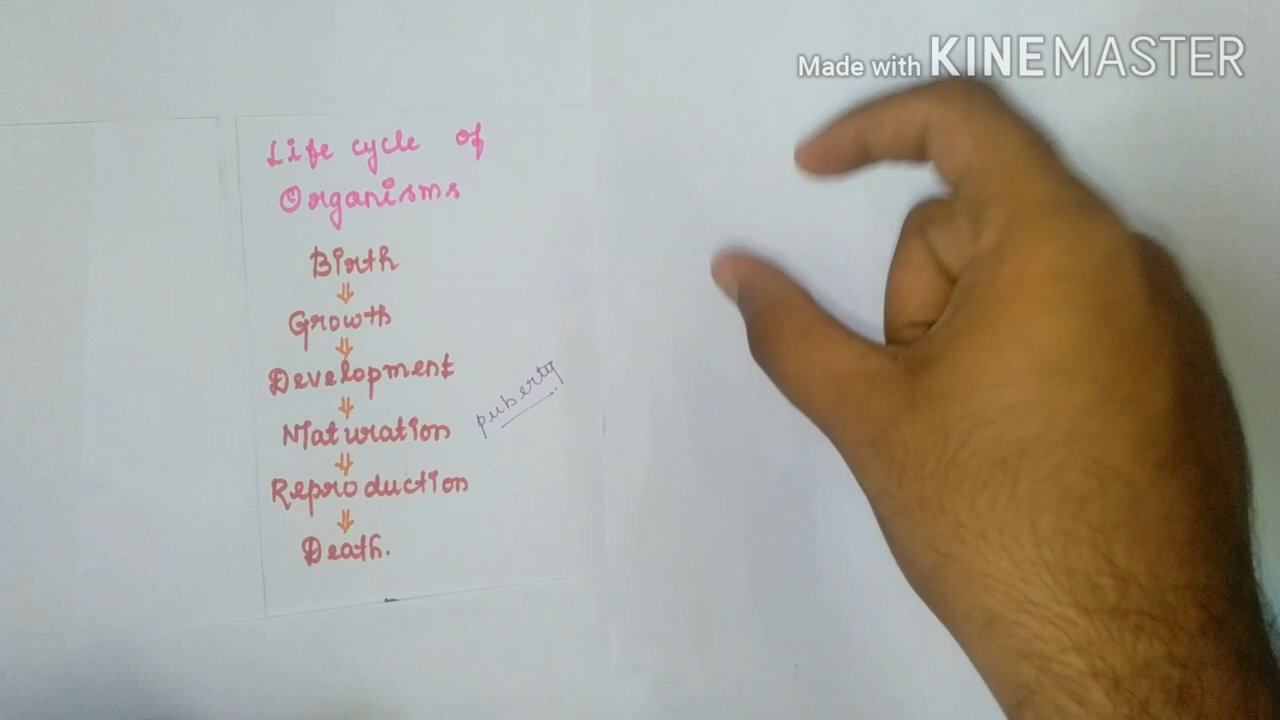 Made with KINEMASTER
Life cycle of
Organisms
Birth
⇓
Growth
⇓
Development
⇓
Maturation
puberty
⇓
Reproduction
⇓
Death.